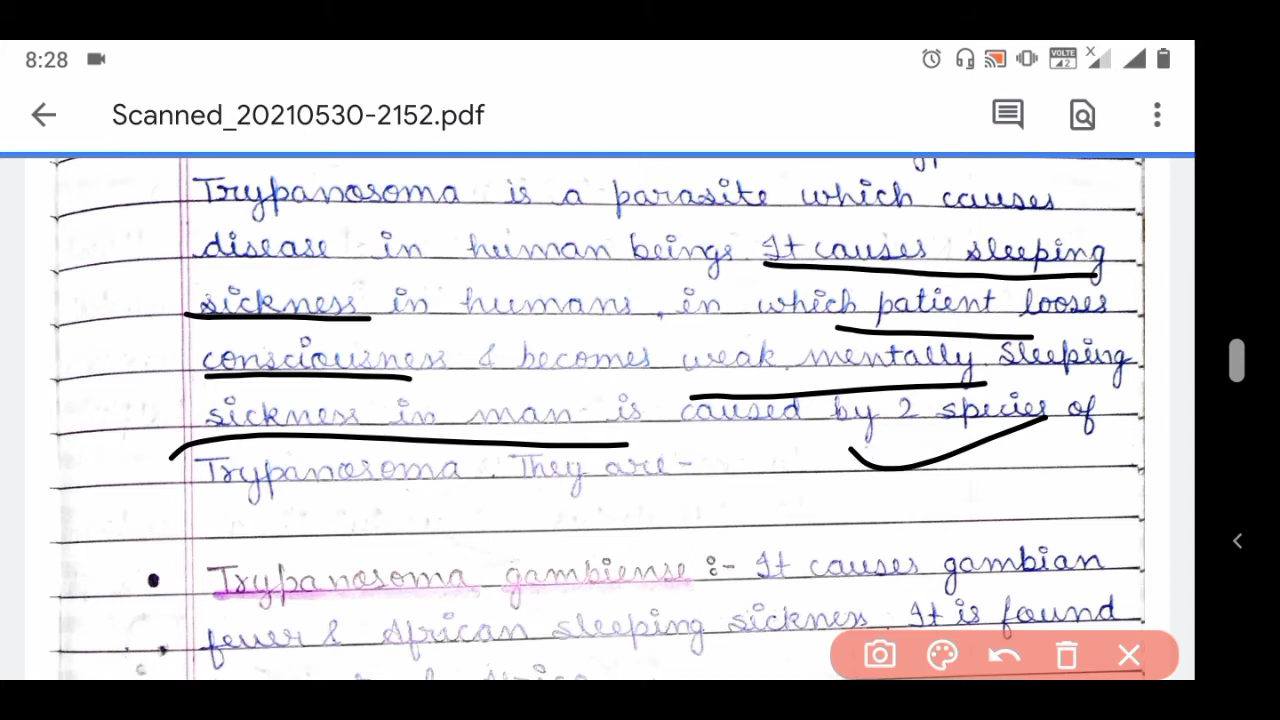 8:28
VOLTE 2 X
Scanned_20210530-2152.pdf
Trypanosoma is a parasite which causes
disease in human beings. It causes sleeping
sickness in humans, in which patient looses
consciousness & becomes weak mentally. Sleeping
sickness in man is caused by 2 species of
Trypanosoma. They are-
• Trypanosoma gambiense :- It causes gambian
fever & African sleeping sickness. It is found